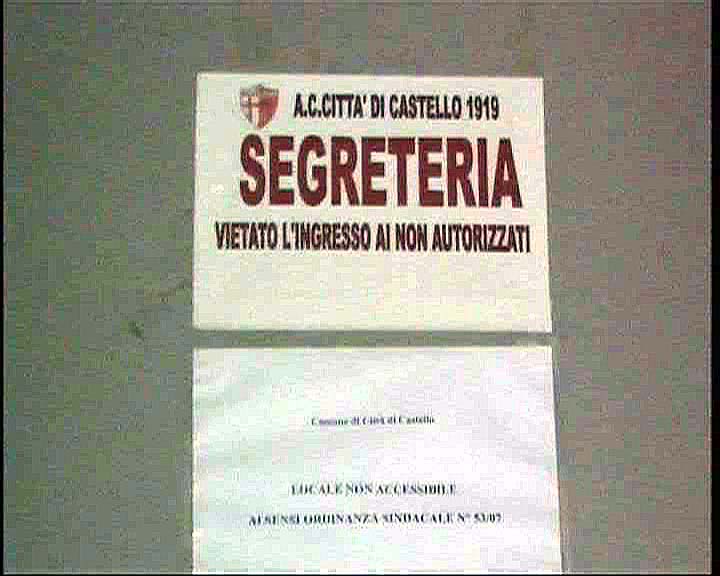 A.C.CITTA' DI CASTELLO 1919
SEGRETERIA
VIETATO L'INGRESSO AI NON AUTORIZZATI
Comune di Città di Castello
LOCALE NON ACCESSIBILE
AI SENSI ORDINANZA SINDACALE N° 53/07